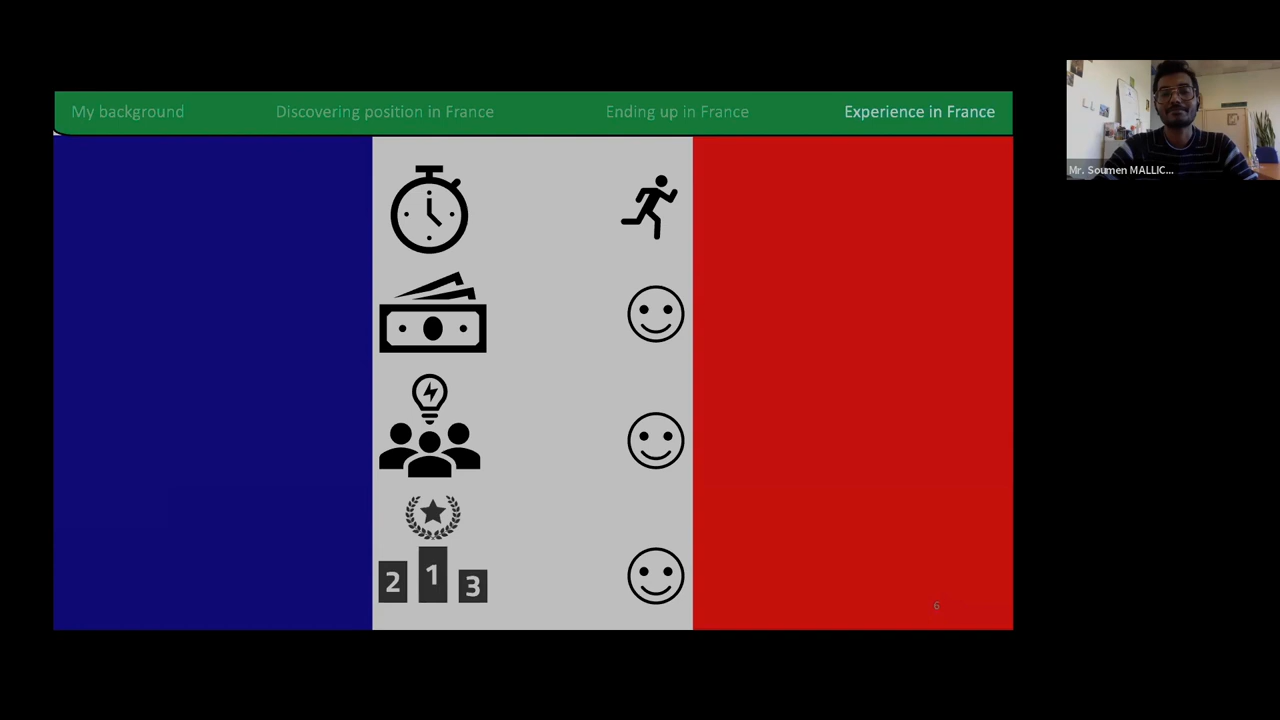 My background
Discovering position in France
Ending up in France
Experience in France
Mr. Soumen MALLIC...
2
1
3
6